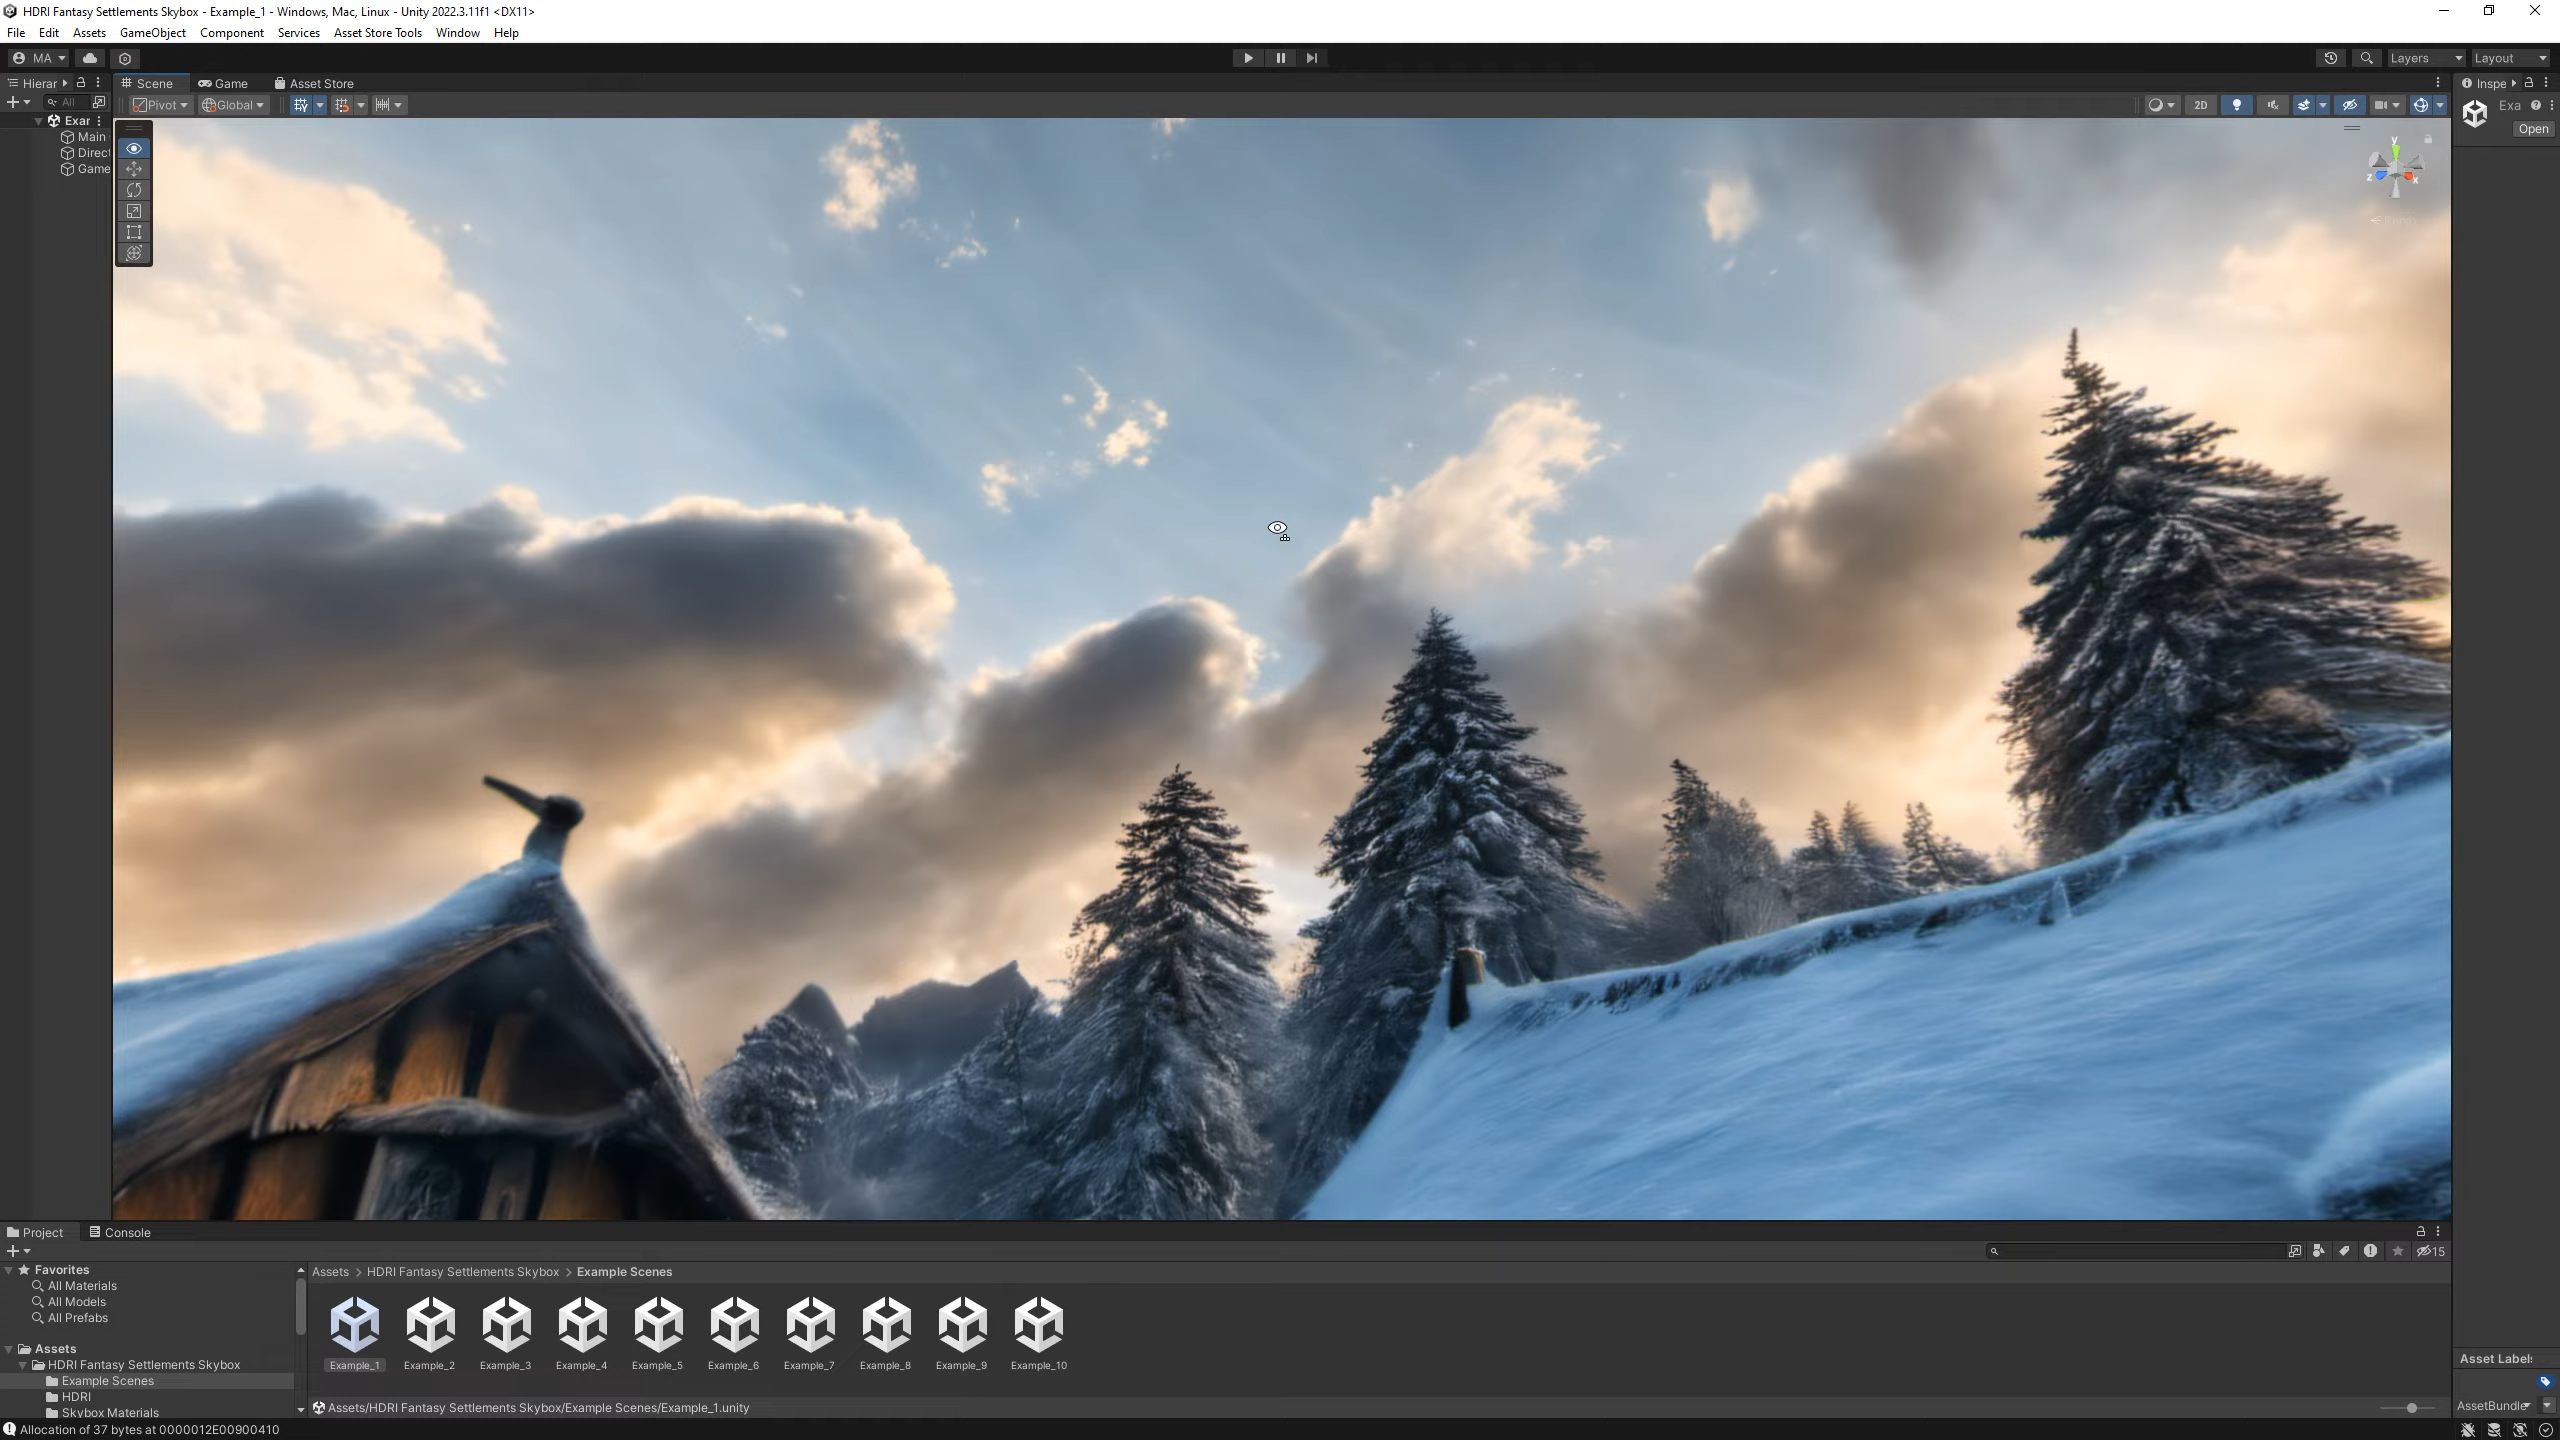 HDRI Fantasy Settlements Skybox - Example_1 - Windows, Mac, Linux - Unity 2022.3.11f1 <DX11>
File Edit Assets GameObject Component Services Asset Store Tools Window Help
MA Layers Layout
Hierar Scene Game Asset Store Inspe
All Pivot Global 2D Exa
Open
Exar
Main
Direct
Game
y
z x
Project Console
15
Favorites
All Materials
All Models
All Prefabs
Assets
HDRI Fantasy Settlements Skybox
Example Scenes
HDRI
Skybox Materials
Assets > HDRI Fantasy Settlements Skybox > Example Scenes
Example_1 Example_2 Example_3 Example_4 Example_5 Example_6 Example_7 Example_8 Example_9 Example_10
Assets/HDRI Fantasy Settlements Skybox/Example Scenes/Example_1.unity
Asset Label
AssetBundle
Allocation of 37 bytes at 0000012E00900410